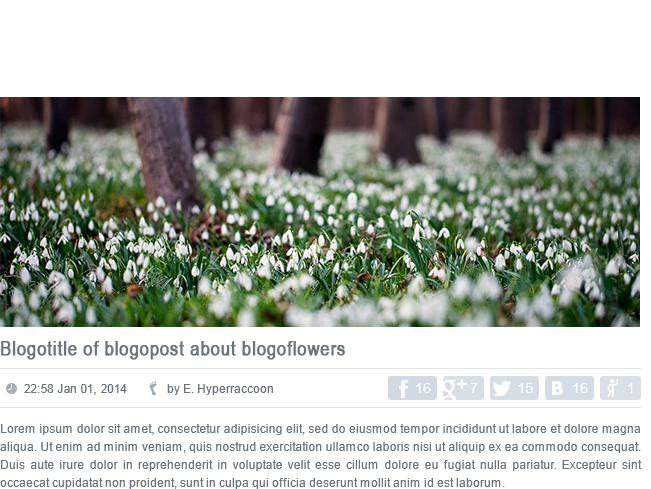 Blogotitle of blogopost about blogoflowers
22:58 Jan 01, 2014 by E. Hyperraccoon 16 g+ 7 15 B 16 1
Lorem ipsum dolor sit amet, consectetur adipisicing elit, sed do eiusmod tempor incididunt ut labore et dolore magna
aliqua. Ut enim ad minim veniam, quis nostrud exercitation ullamco laboris nisi ut aliquip ex ea commodo consequat.
Duis aute irure dolor in reprehenderit in voluptate velit esse cillum dolore eu fugiat nulla pariatur. Excepteur sint
occaecat cupidatat non proident, sunt in culpa qui officia deserunt mollit anim id est laborum.